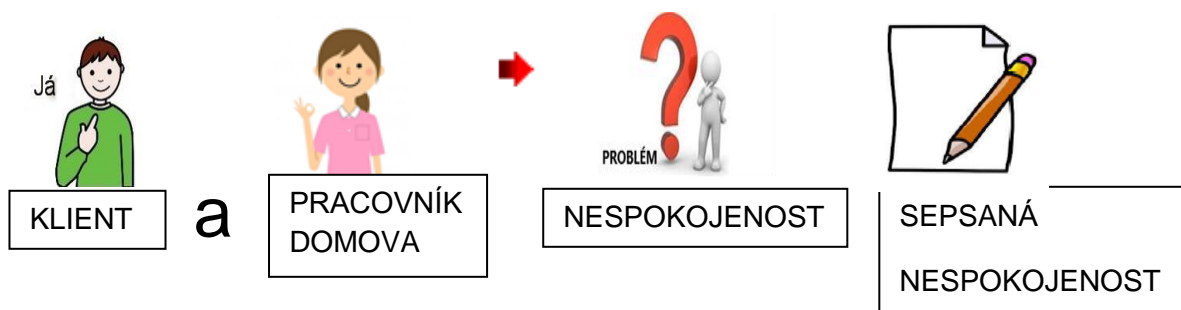 Já
PROBLÉM
KLIENT
a
PRACOVNÍK
DOMOVA
NESPOKOJENOST
SEPSANÁ
NESPOKOJENOST